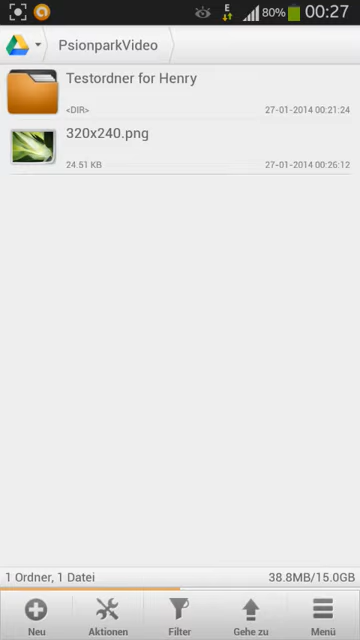 E 80% 00:27
PsionparkVideo
Testordner for Henry
<DIR> 27-01-2014 00:21:24
320x240.png
24.51 KB 27-01-2014 00:26:12
1 Ordner, 1 Datei 38.8MB/15.0GB
Neu Aktionen Filter Gehe zu Menü